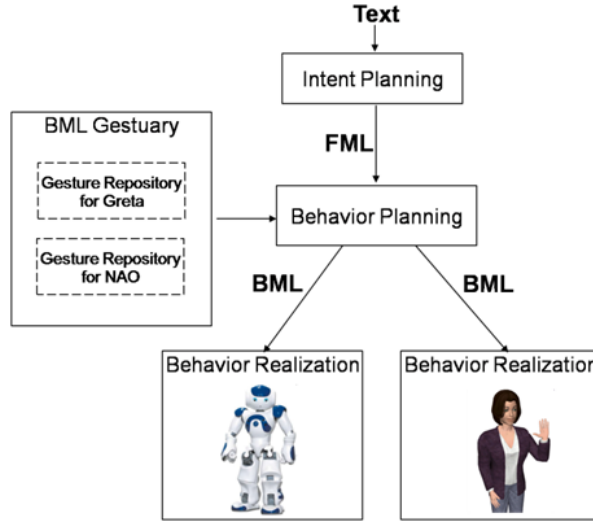 Text
Intent Planning
FML
BML Gestuary
Gesture Repository
for Greta
Gesture Repository
for NAO
Behavior Planning
BML
BML
Behavior Realization
Behavior Realization